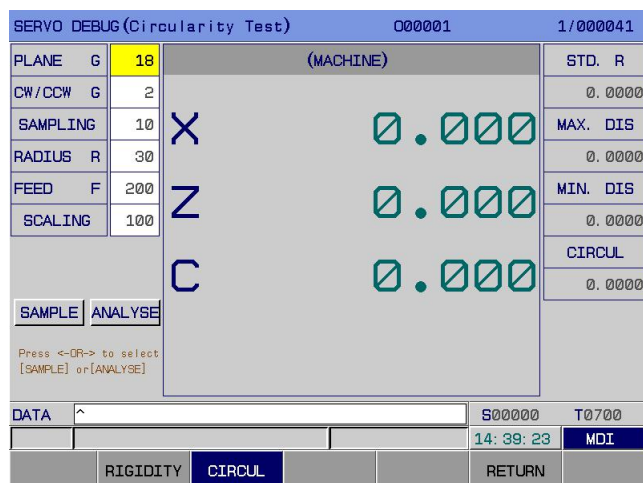 SERVO DEBUG(Circularity Test) O00001 1/000041
PLANE G 18 (MACHINE) STD. R
CW/CCW G 2 0.0000
SAMPLING 10 X 0.000 MAX. DIS
RADIUS R 30 0.0000
FEED F 200 Z 0.000 MIN. DIS
SCALING 100 0.0000
CIRCUL
C 0.000 0.0000
SAMPLE ANALYSE
Press <-OR-> to select
[SAMPLE] or[ANALYSE]
DATA ^ S00000 T0700
14:39:23 MDI
RIGIDITY CIRCUL RETURN